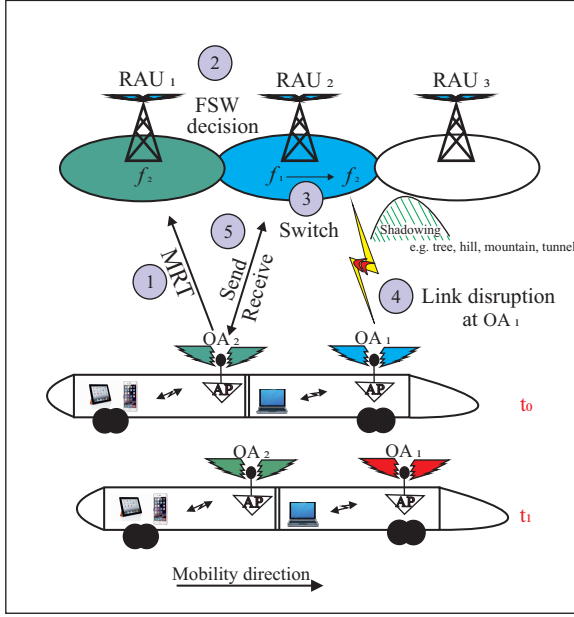 RAU 1
2
RAU 2
RAU 3
FSW
decision
f2
f1
f2
3
Switch
Shadowing
e.g. tree, hill, mountain, tunnel
1
MRT
5
Send
Receive
4
Link disruption
at OA 1
OA 2
OA 1
AP
AP
t0
OA 2
OA 1
AP
AP
t1
Mobility direction